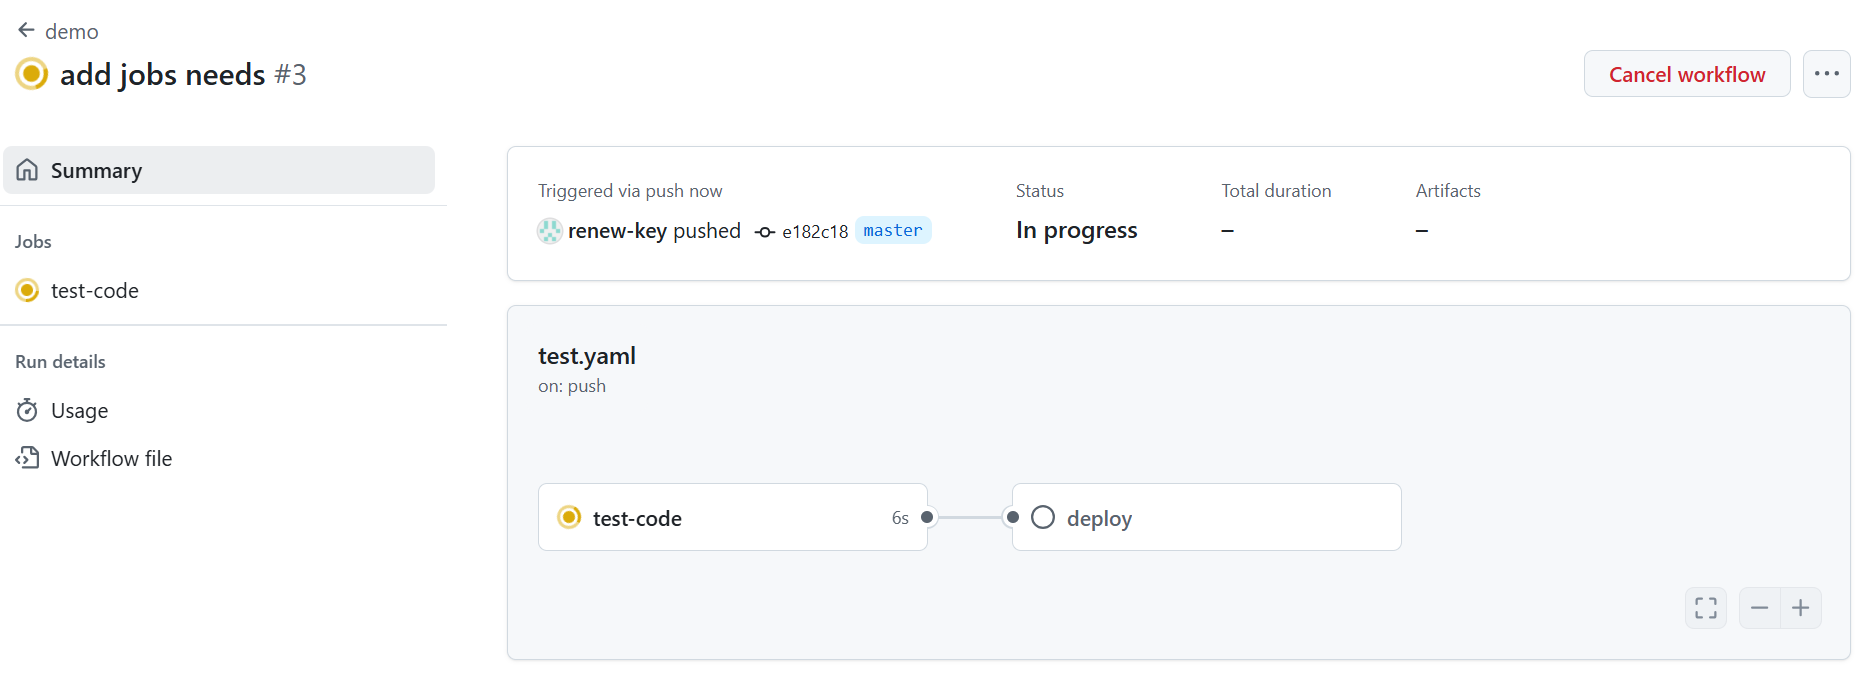 demo
add jobs needs #3
Cancel workflow
Summary
Jobs
test-code
Run details
Usage
Workflow file
Triggered via push now
renew-key pushed e182c18 master
Status
In progress
Total duration
–
Artifacts
–
test.yaml
on: push
test-code 6s
deploy